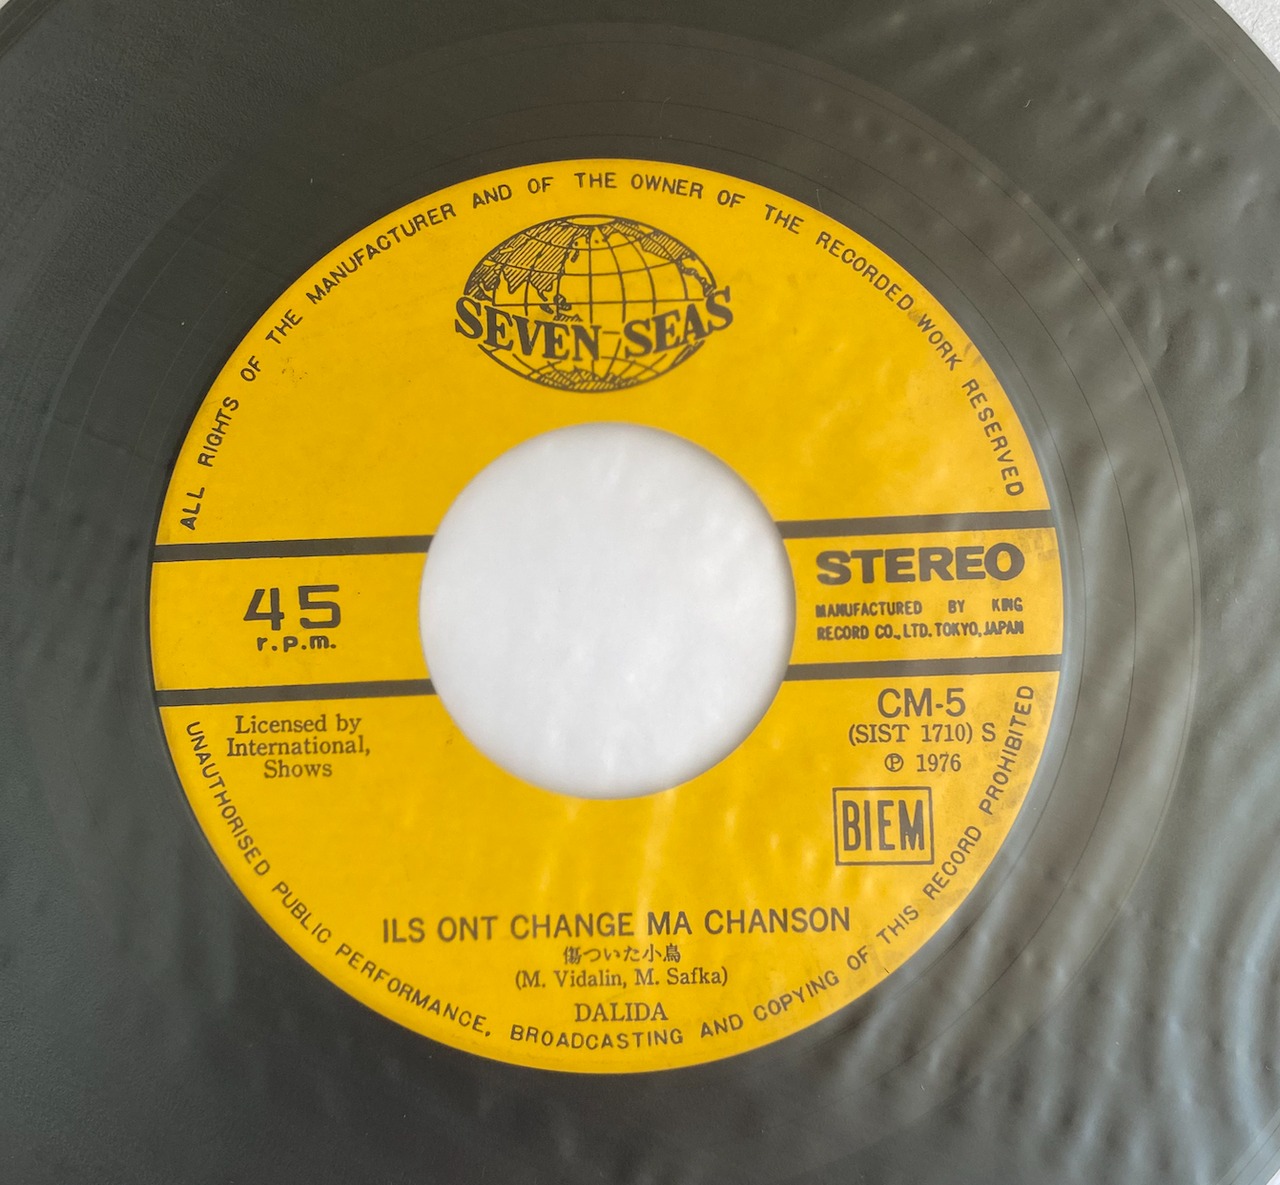 ALL RIGHTS OF THE MANUFACTURER AND OF THE OWNER OF THE RECORDED WORK RESERVED
SEVEN SEAS
45
r.p.m.
STEREO
MANUFACTURED BY KING
RECORD CO., LTD. TOKYO, JAPAN
Licensed by
International,
Shows
CM-5
(SIST 1710) S
Ⓟ 1976
BIEM
ILS ONT CHANGE MA CHANSON
傷ついた小鳥
(M. Vidalin, M. Safka)
DALIDA
UNAUTHORISED PUBLIC PERFORMANCE, BROADCASTING AND COPYING OF THIS RECORD PROHIBITED